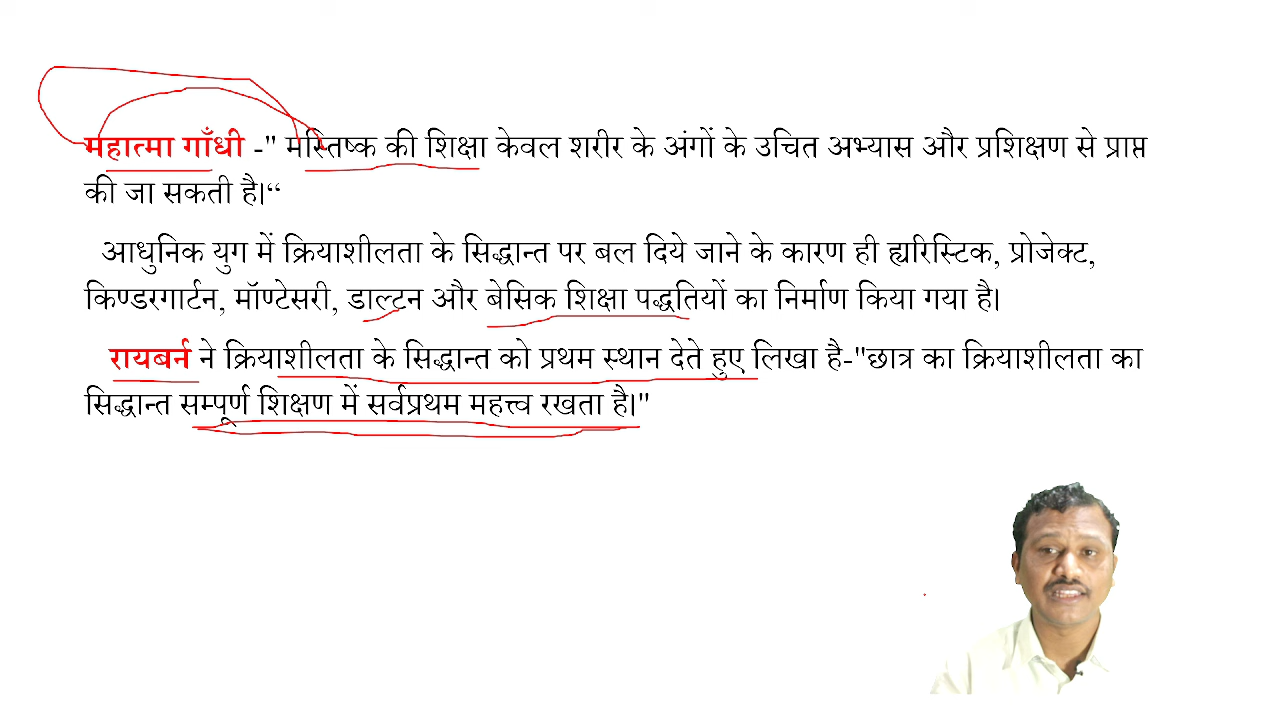 महात्मा गाँधी -" मस्तिष्क की शिक्षा केवल शरीर के अंगों के उचित अभ्यास और प्रशिक्षण से प्राप्त
की जा सकती है।“
आधुनिक युग में क्रियाशीलता के सिद्धान्त पर बल दिये जाने के कारण ही ह्यरिस्टिक, प्रोजेक्ट,
किण्डरगार्टन, मॉण्टेसरी, डाल्टन और बेसिक शिक्षा पद्धतियों का निर्माण किया गया है।
रायबर्न ने क्रियाशीलता के सिद्धान्त को प्रथम स्थान देते हुए लिखा है-"छात्र का क्रियाशीलता का
सिद्धान्त सम्पूर्ण शिक्षण में सर्वप्रथम महत्त्व रखता है।"